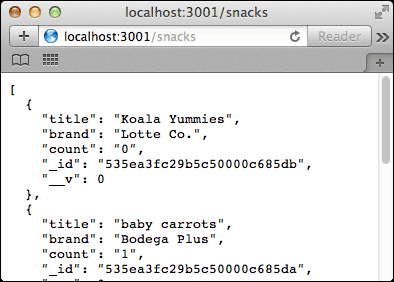 localhost:3001/snacks
localhost:3001/snacks
Reader
[
  {
    "title": "Koala Yummies",
    "brand": "Lotte Co.",
    "count": "0",
    "_id": "535ea3fc29b5c50000c685db",
    "__v": 0
  },
  {
    "title": "baby carrots",
    "brand": "Bodega Plus",
    "count": "1",
    "_id": "535ea3fc29b5c50000c685da",